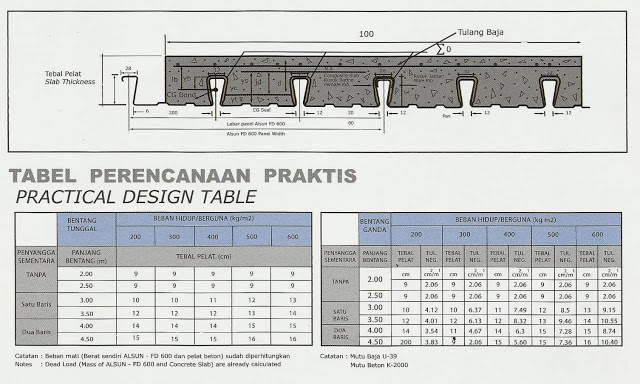 100
Tulang Baja
Σ0
Tebal Pelat
Slab Thickness
28
Ib yb
yc
CG Bond
CG Seel
6
200
12
20
12
12
12
Pan
Lebar panel Alsun FD 600
60
Alsun FD 600 Panel Width
TABEL PERENCANAAN PRAKTIS
PRACTICAL DESIGN TABLE
BENTANG TUNGGAL BEBAN HIDUP/BERGUNA (kg/m2)
200 300 400 500 600
PENYANGGA SEMENTARA PANJANG BENTANG (m) TEBAL PELAT (cm)
TANPA 2.00 9 9 9 9 9
2.50 9 9 9 9 9
Satu Baris 3.00 10 10 11 12 13
3.50 12 12 12 13 14
Dua Baris 4.00 14 14 14 15 15
4.50 15 15 15 16 16
Catatan : Beban mati (Berat sendiri ALSUN - FD 600 dan pelat beton) sudah diperhitungkan
Notes : Dead Load (Mass of ALSUN - FD 600 and Concrete Slab) are already calculated
BENTANG GANDA BEBAN HIDUP/BERGUNA (kg/m2)
200 300 400 500 600
PENYANGGA SEMENTARA PANJANG BENTANG TEBAL PELAT TUL NEG. TEBAL PELAT TUL NEG. TEBAL PELAT TUL NEG. TEBAL PELAT TUL NEG. TEBAL PELAT TUL NEG.
cm cm²/m¹ cm cm²/m¹ cm cm²/m¹ cm cm²/m¹ cm cm²/m¹
TANPA 2.00 9 2.06 9 2.06 9 2.06 9 2.06 9 2.06
2.50 9 2.06 9 2.06 9 2.06 9 2.06 9 2.06
SATU BARIS 3.00 10 4.12 10 6.37 11 7.49 12 8.5 13 9.15
3.50 12 4.01 12 6.13 12 8.32 13 9.46 14 10.55
DUA BARIS 4.00 14 3.54 11 4.67 14 6.3 15 7.28 15 8.74
4.50 200 3.83 9 2.06 15 5.60 15 7.36 16 10.40
Catatan : Mutu Baja U-39
Mutu Beton K-2000